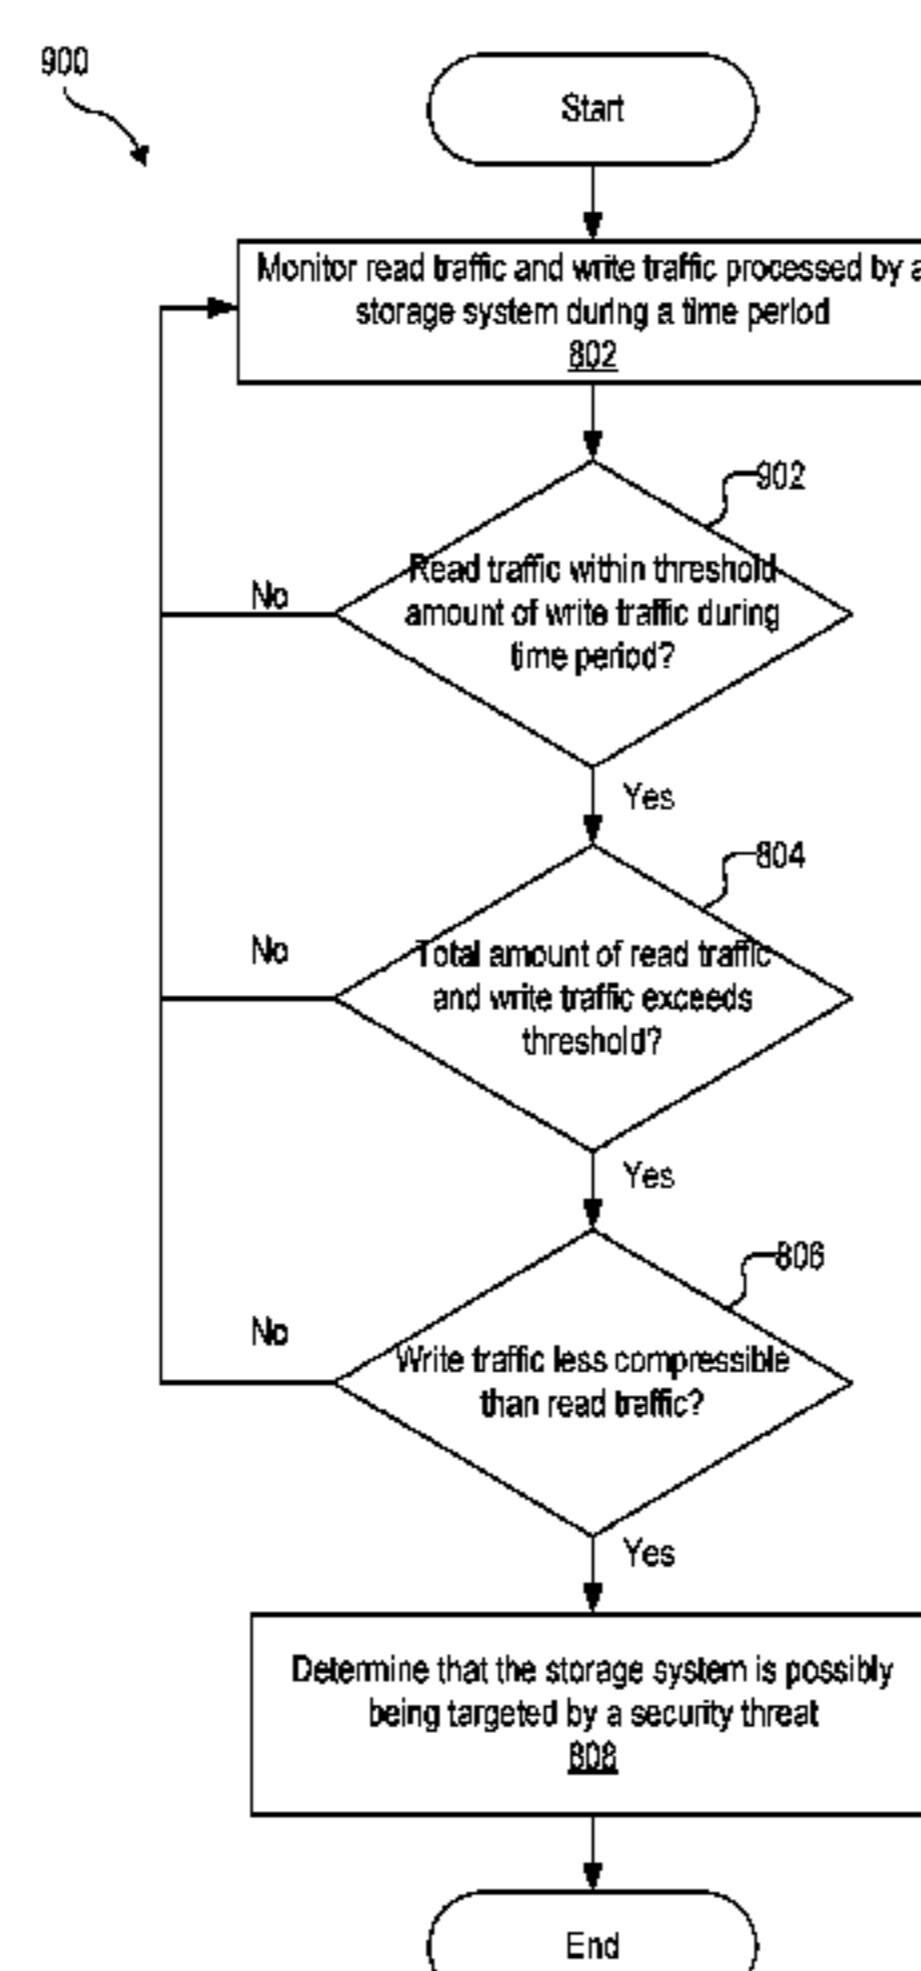 900
Start
Monitor read traffic and write traffic processed by a
storage system during a time period
802
902
Read traffic within threshold
amount of write traffic during
time period?
No
Yes
804
Total amount of read traffic
and write traffic exceeds
threshold?
No
Yes
806
Write traffic less compressible
than read traffic?
No
Yes
Determine that the storage system is possibly
being targeted by a security threat
808
End